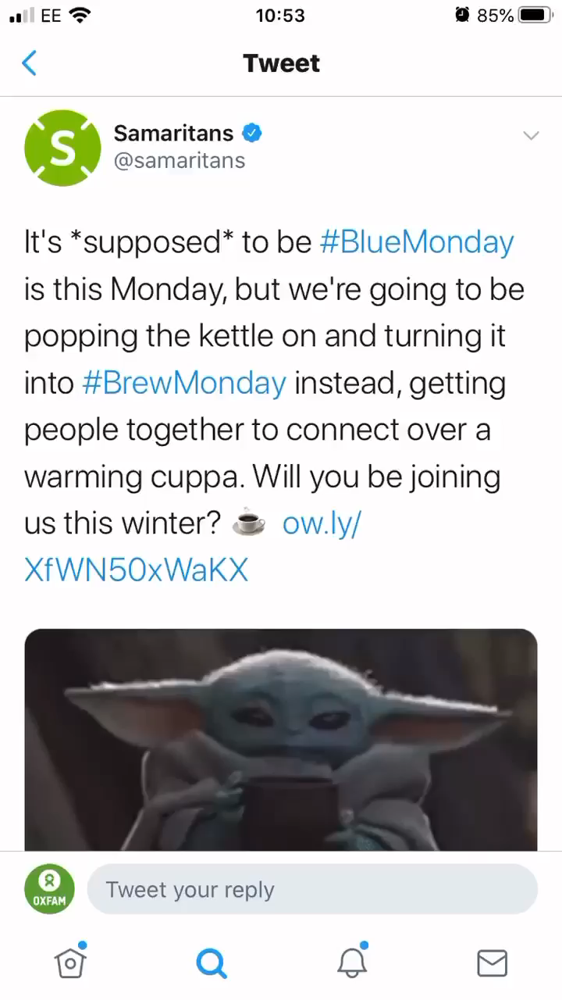 EE 10:53 85%
Tweet
S
Samaritans
@samaritans
It's *supposed* to be #BlueMonday
is this Monday, but we're going to be
popping the kettle on and turning it
into #BrewMonday instead, getting
people together to connect over a
warming cuppa. Will you be joining
us this winter? ☕ ow.ly/
XfWN50xWaKX
OXFAM
Tweet your reply